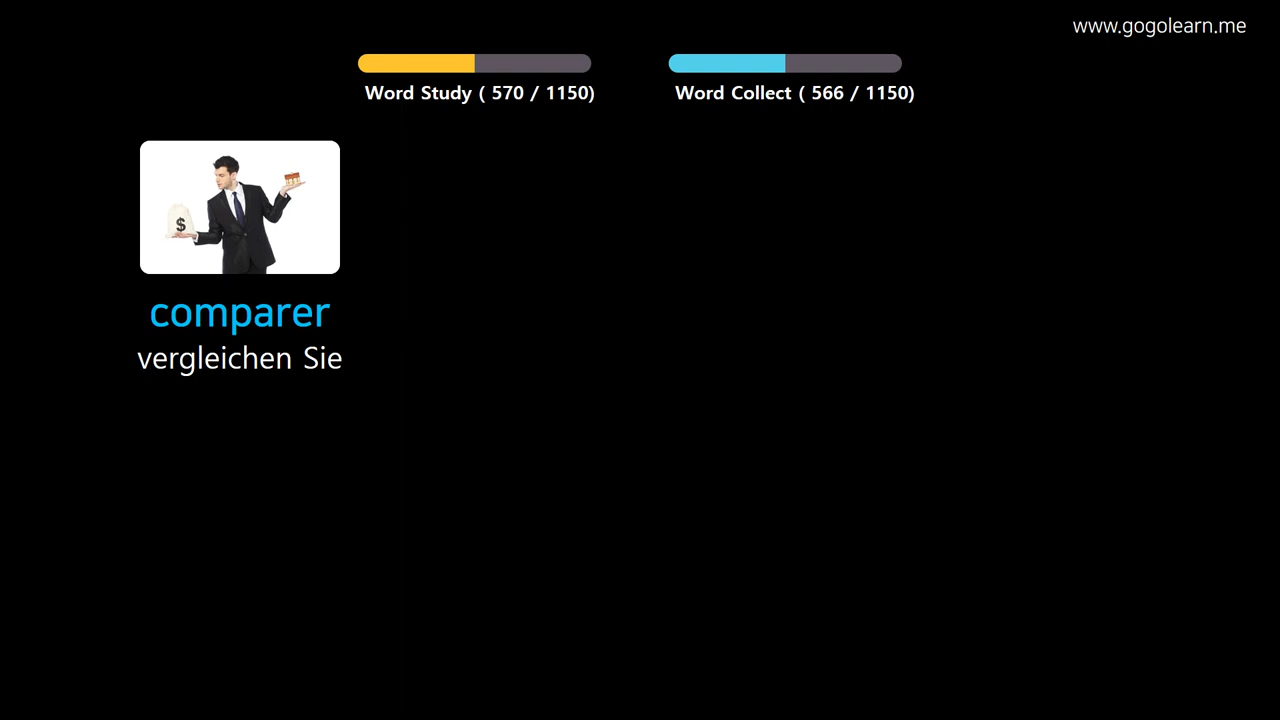 www.gogolearn.me
Word Study ( 570 / 1150)
Word Collect ( 566 / 1150)
$
comparer
vergleichen Sie